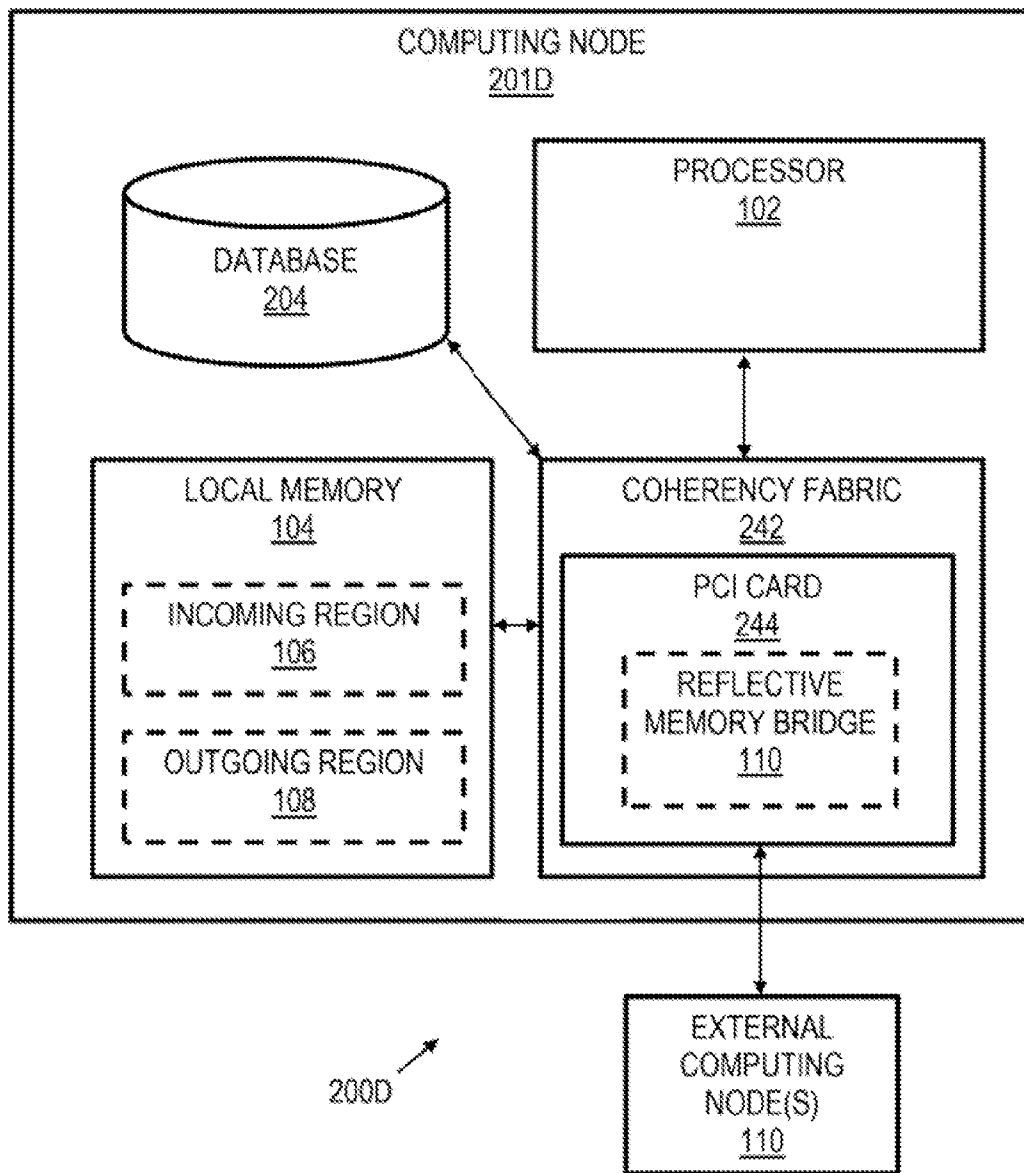 COMPUTING NODE
201D
DATABASE
204
PROCESSOR
102
LOCAL MEMORY
104
INCOMING REGION
106
OUTGOING REGION
108
COHERENCY FABRIC
242
PCI CARD
244
REFLECTIVE
MEMORY BRIDGE
110
200D
EXTERNAL
COMPUTING
NODE(S)
110